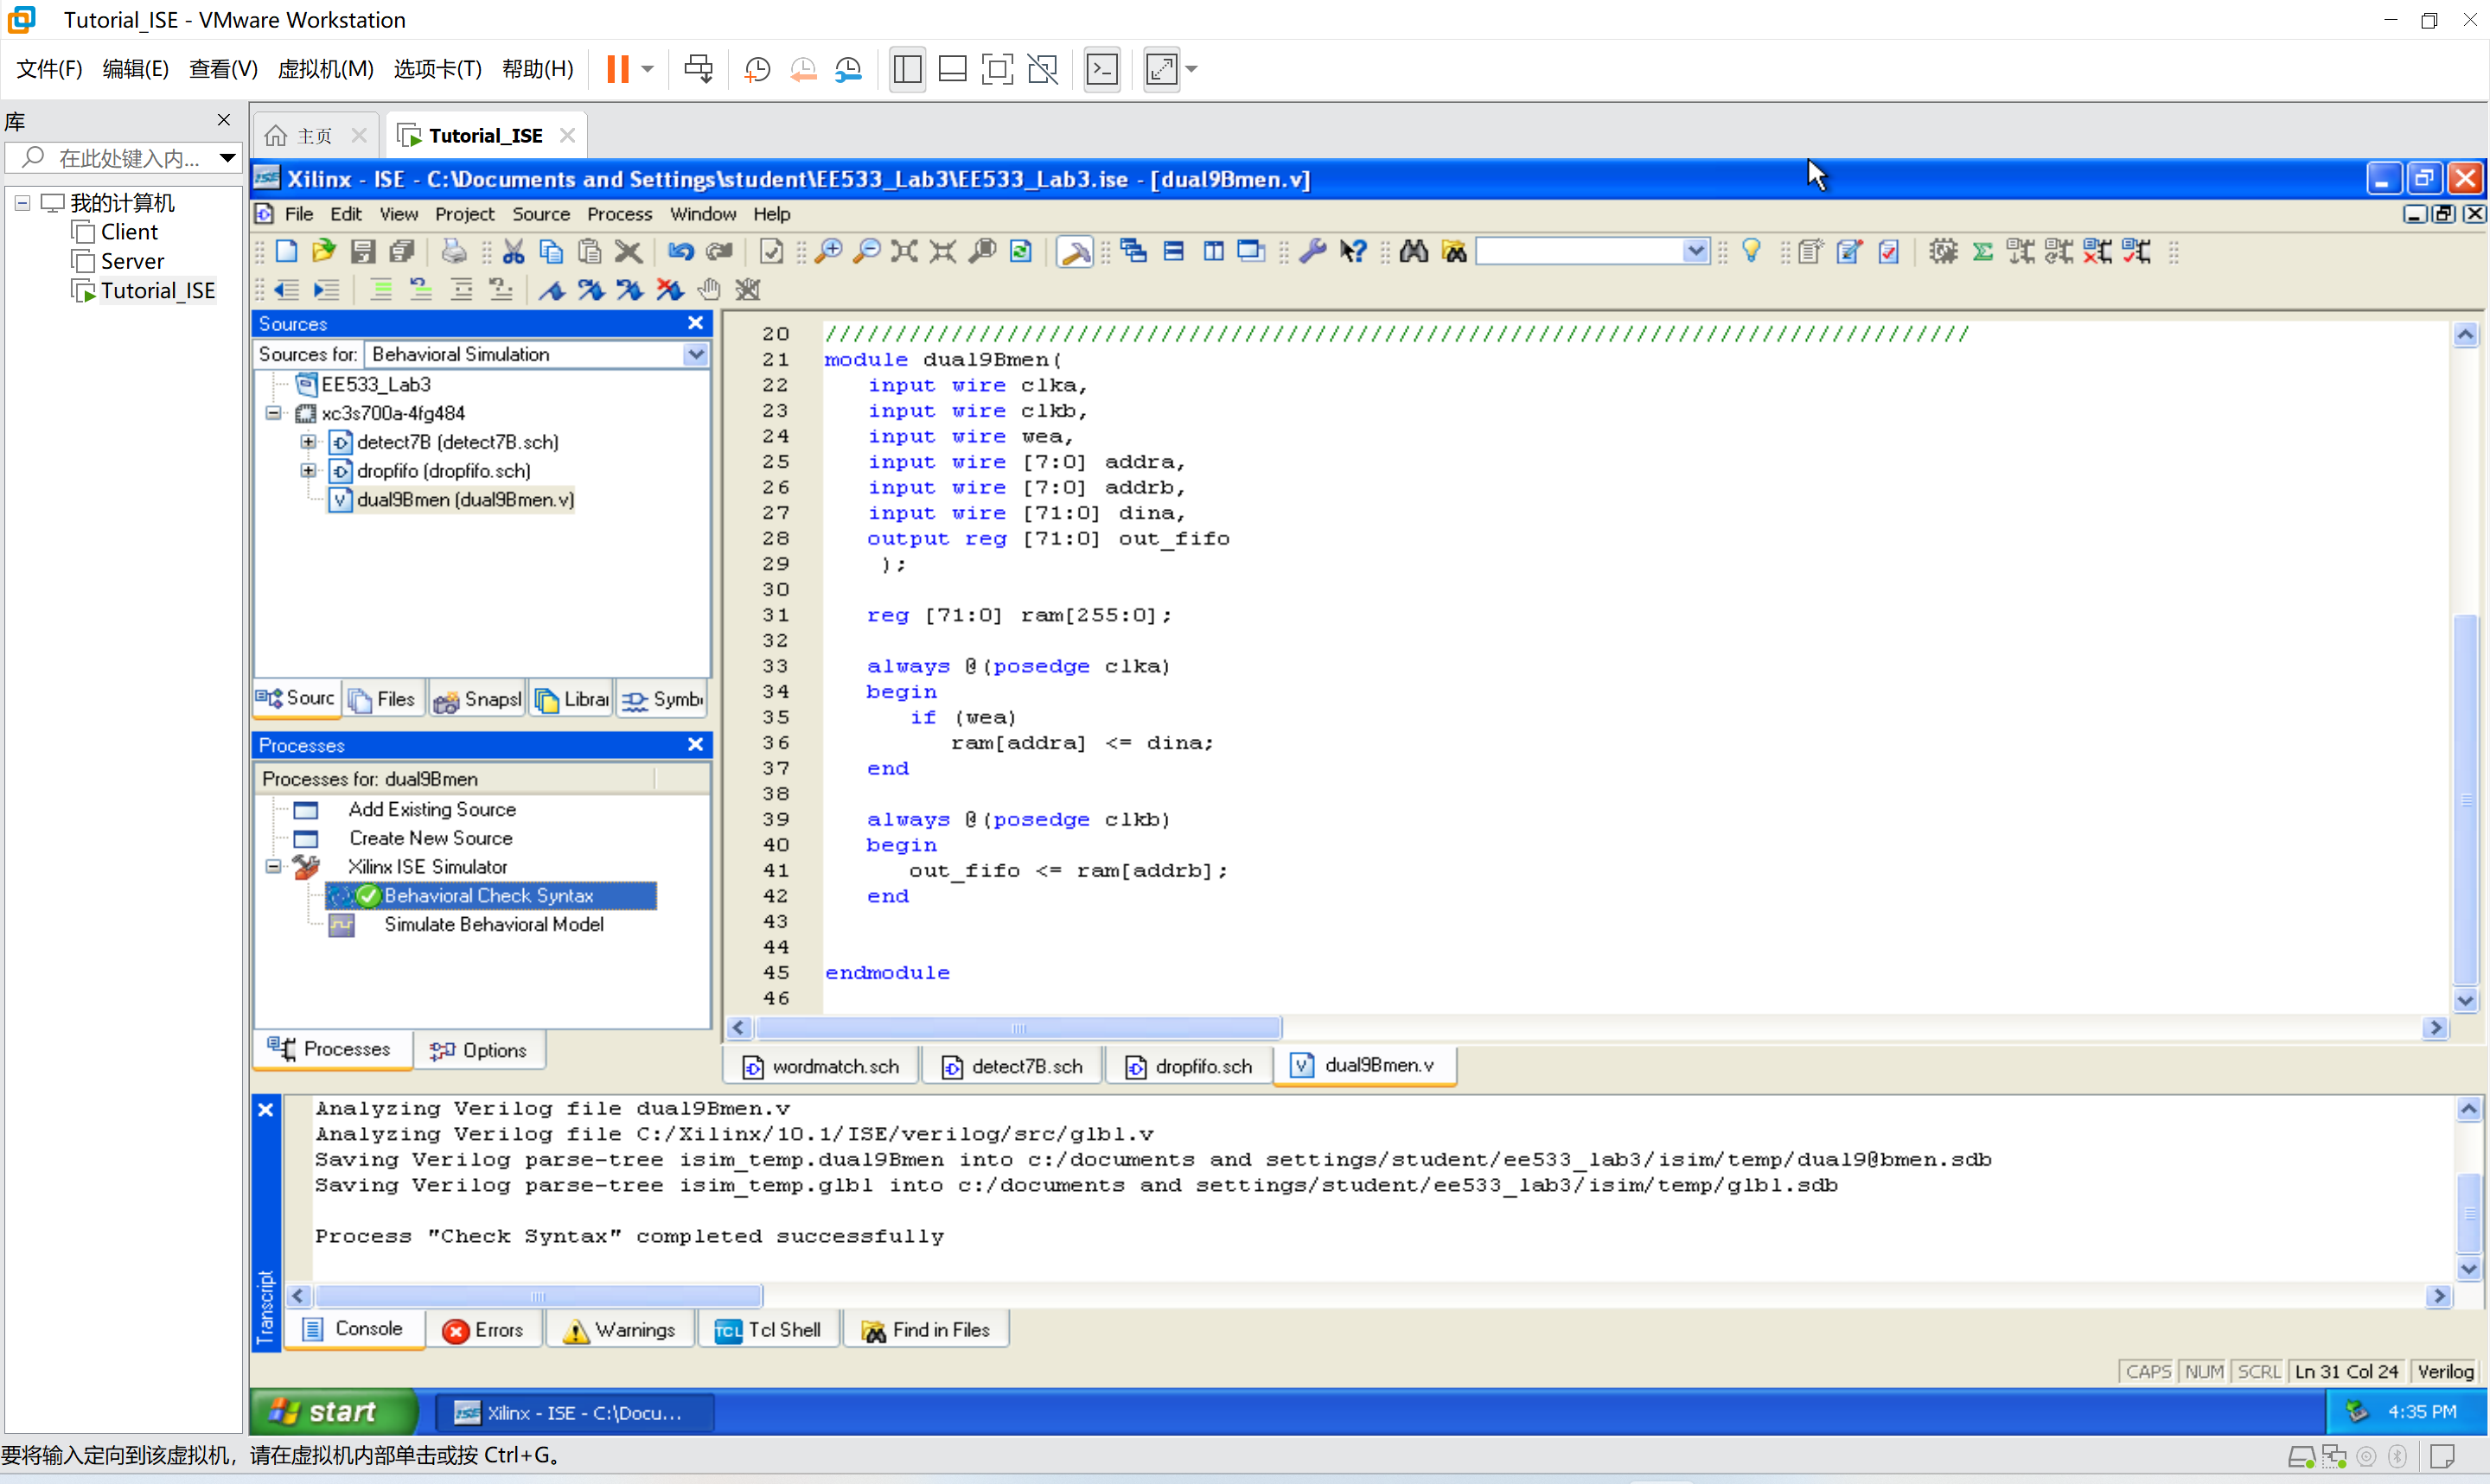 Tutorial_ISE - VMware Workstation
文件(F) 编辑(E) 查看(V) 虚拟机(M) 选项卡(T) 帮助(H)
库
在此处键入内...
我的计算机
Client
Server
Tutorial_ISE
主页
Tutorial_ISE
Xilinx - ISE - C:\Documents and Settings\student\EE533_Lab3\EE533_Lab3.ise - [dual9Bmen.v]
File Edit View Project Source Process Window Help
Sources
Sources for: Behavioral Simulation
EE533_Lab3
xc3s700a-4fg484
detect7B (detect7B.sch)
dropfifo (dropfifo.sch)
dual9Bmen (dual9Bmen.v)
Sourc Files Snapsl Librai Symbi
Processes
Processes for: dual9Bmen
Add Existing Source
Create New Source
Xilinx ISE Simulator
Behavioral Check Syntax
Simulate Behavioral Model
Processes Options
20 //////////////////////////////////////////////////////////////////////////////////
21 module dual9Bmen(
22 input wire clka,
23 input wire clkb,
24 input wire wea,
25 input wire [7:0] addra,
26 input wire [7:0] addrb,
27 input wire [71:0] dina,
28 output reg [71:0] out_fifo
29 );
30
31 reg [71:0] ram[255:0];
32
33 always @(posedge clka)
34 begin
35 if (wea)
36 ram[addra] <= dina;
37 end
38
39 always @(posedge clkb)
40 begin
41 out_fifo <= ram[addrb];
42 end
43
44
45 endmodule
46
wordmatch.sch detect7B.sch dropfifo.sch dual9Bmen.v
Transcript
Analyzing Verilog file dual9Bmen.v
Analyzing Verilog file C:/Xilinx/10.1/ISE/verilog/src/glbl.v
Saving Verilog parse-tree isim_temp.dual9Bmen into c:/documents and settings/student/ee533_lab3/isim/temp/dual9@bmen.sdb
Saving Verilog parse-tree isim_temp.glbl into c:/documents and settings/student/ee533_lab3/isim/temp/glbl.sdb
Process "Check Syntax" completed successfully
Console Errors Warnings TCL Tcl Shell Find in Files
CAPS NUM SCRL Ln 31 Col 24 Verilog
start
ISE Xilinx - ISE - C:\Docu...
4:35 PM
要将输入定向到该虚拟机，请在虚拟机内部单击或按 Ctrl+G。